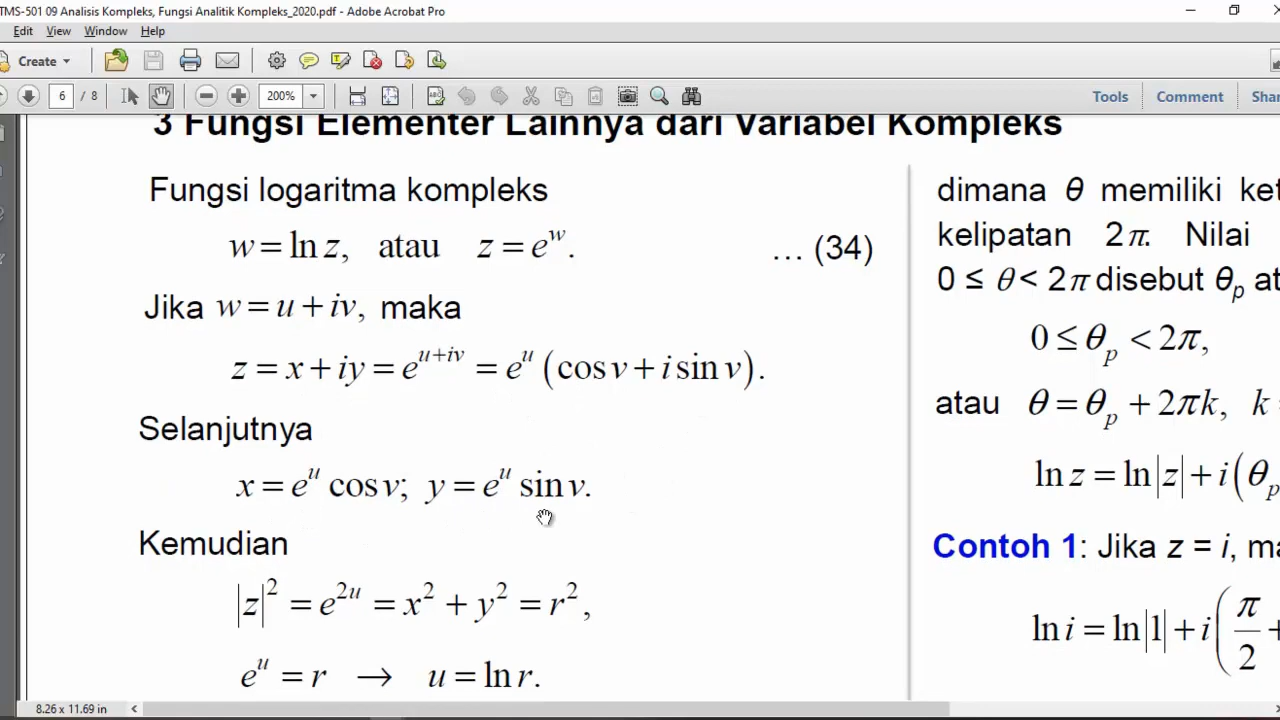 TMS-501 09 Analisis Kompleks, Fungsi Analitik Kompleks_2020.pdf - Adobe Acrobat Pro
Edit View Window Help
Create
6 / 8 200% Tools Comment
3 Fungsi Elementer Lainnya dari Variabel Kompleks
Fungsi logaritma kompleks
w = ln z, atau z = e^w. … (34)
Jika w = u + iv, maka
z = x + iy = e^{u+iv} = e^u (cos v + i sin v).
Selanjutnya
x = e^u cos v; y = e^u sin v.
Kemudian
|z|^2 = e^{2u} = x^2 + y^2 = r^2,
e^u = r → u = ln r.
dimana θ memiliki
kelipatan 2π. Nilai
0 ≤ θ < 2π disebut θ_p
0 ≤ θ_p < 2π,
atau θ = θ_p + 2πk, k
ln z = ln|z| + i(θ_p
Contoh 1: Jika z = i,
ln i = ln|1| + i(π/2 +
8.26 x 11.69 in